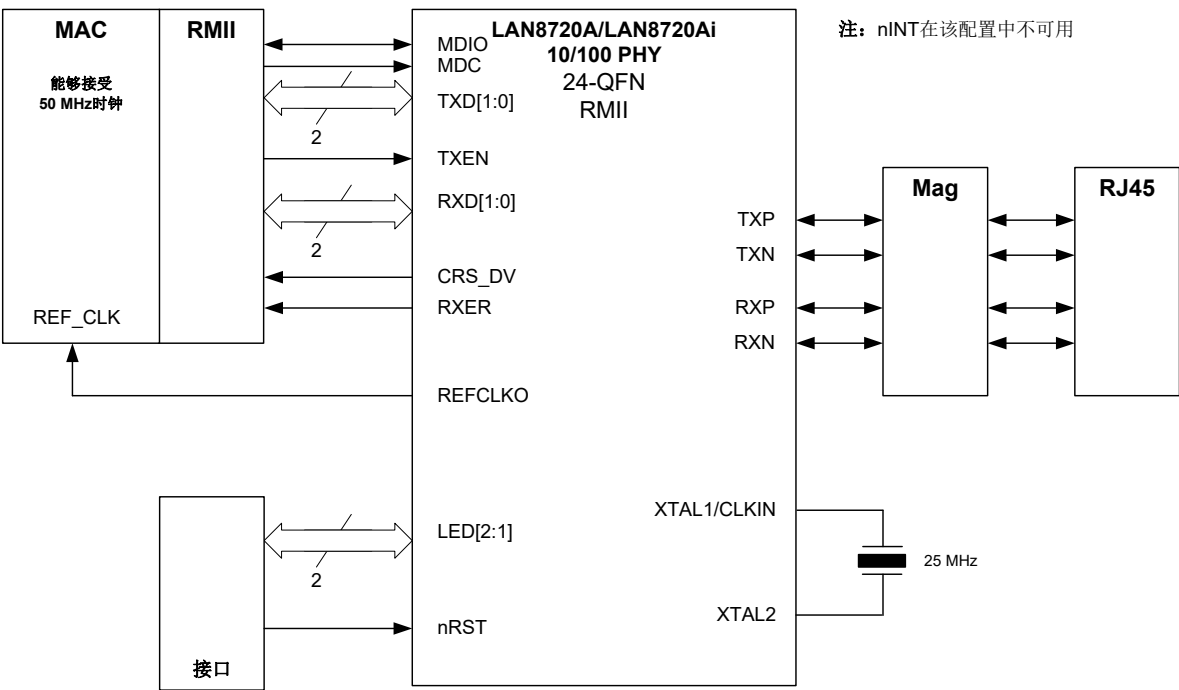 MAC
RMII
能够接受
50 MHz时钟
REF_CLK
LAN8720A/LAN8720Ai
10/100 PHY
24-QFN
RMII
MDIO
MDC
TXD[1:0]
2
TXEN
RXD[1:0]
2
CRS_DV
RXER
REFCLKO
LED[2:1]
2
nRST
接口
TXP
TXN
RXP
RXN
XTAL1/CLKIN
XTAL2
25 MHz
Mag
RJ45
注：nINT在该配置中不可用